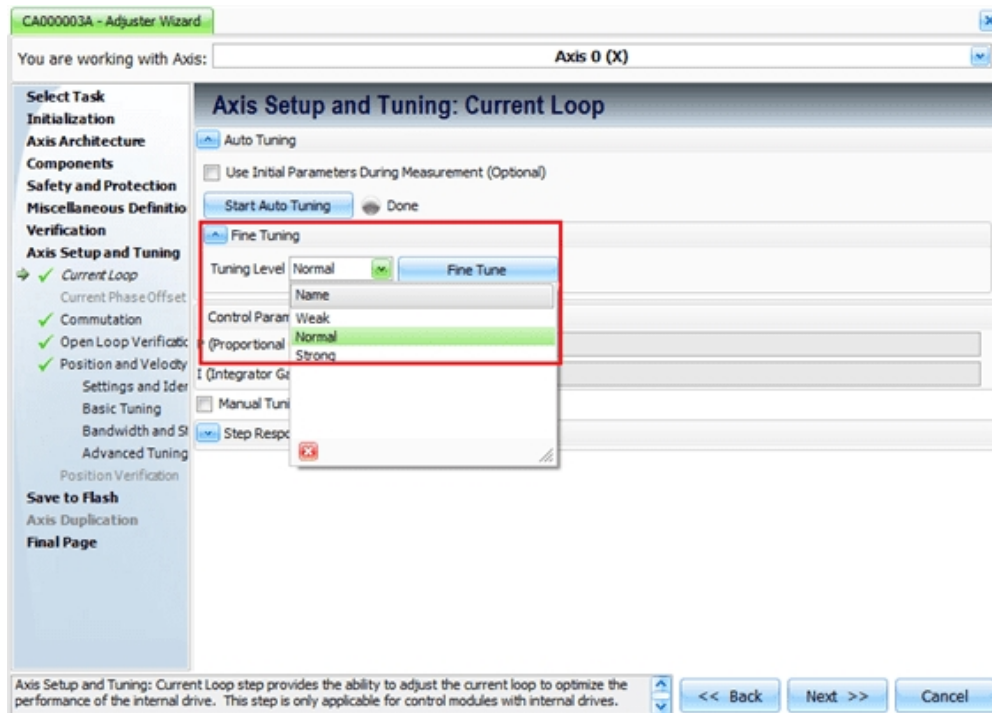 CA000003A - Adjuster Wizard
You are working with Axis:
Axis 0 (X)
Select Task
Initialization
Axis Architecture
Components
Safety and Protection
Miscellaneous Definitio
Verification
Axis Setup and Tuning
Current Loop
Current Phase Offset
Commutation
Open Loop Verificatic
Position and Velocity
Settings and Ider
Basic Tuning
Bandwidth and St
Advanced Tuning
Position Verification
Save to Flash
Axis Duplication
Final Page
Axis Setup and Tuning: Current Loop
Auto Tuning
Use Initial Parameters During Measurement (Optional)
Start Auto Tuning
Done
Fine Tuning
Tuning Level Normal
Fine Tune
Name
Weak
Normal
Strong
Control Param
(Proportional
I (Integrator Ga
Manual Tuni
Step Respo
Axis Setup and Tuning: Current Loop step provides the ability to adjust the current loop to optimize the
performance of the internal drive. This step is only applicable for control modules with internal drives.
<< Back
Next >>
Cancel